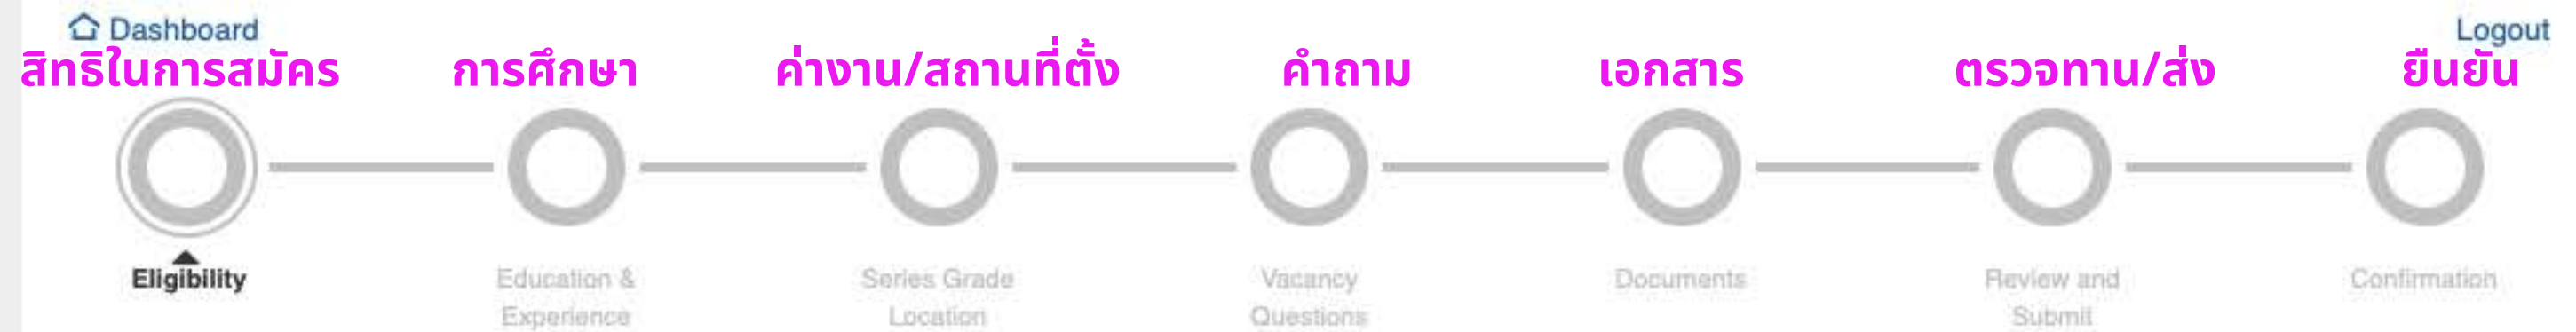 Dashboard
Logout
สิทธิในการสมัคร
การศึกษา
ค่างาน/สถานที่ตั้ง
คำถาม
เอกสาร
ตรวจทาน/ส่ง
ยืนยัน
Eligibility
Education &
Experience
Series Grade
Location
Vacancy
Questions
Documents
Review and
Submit
Confirmation